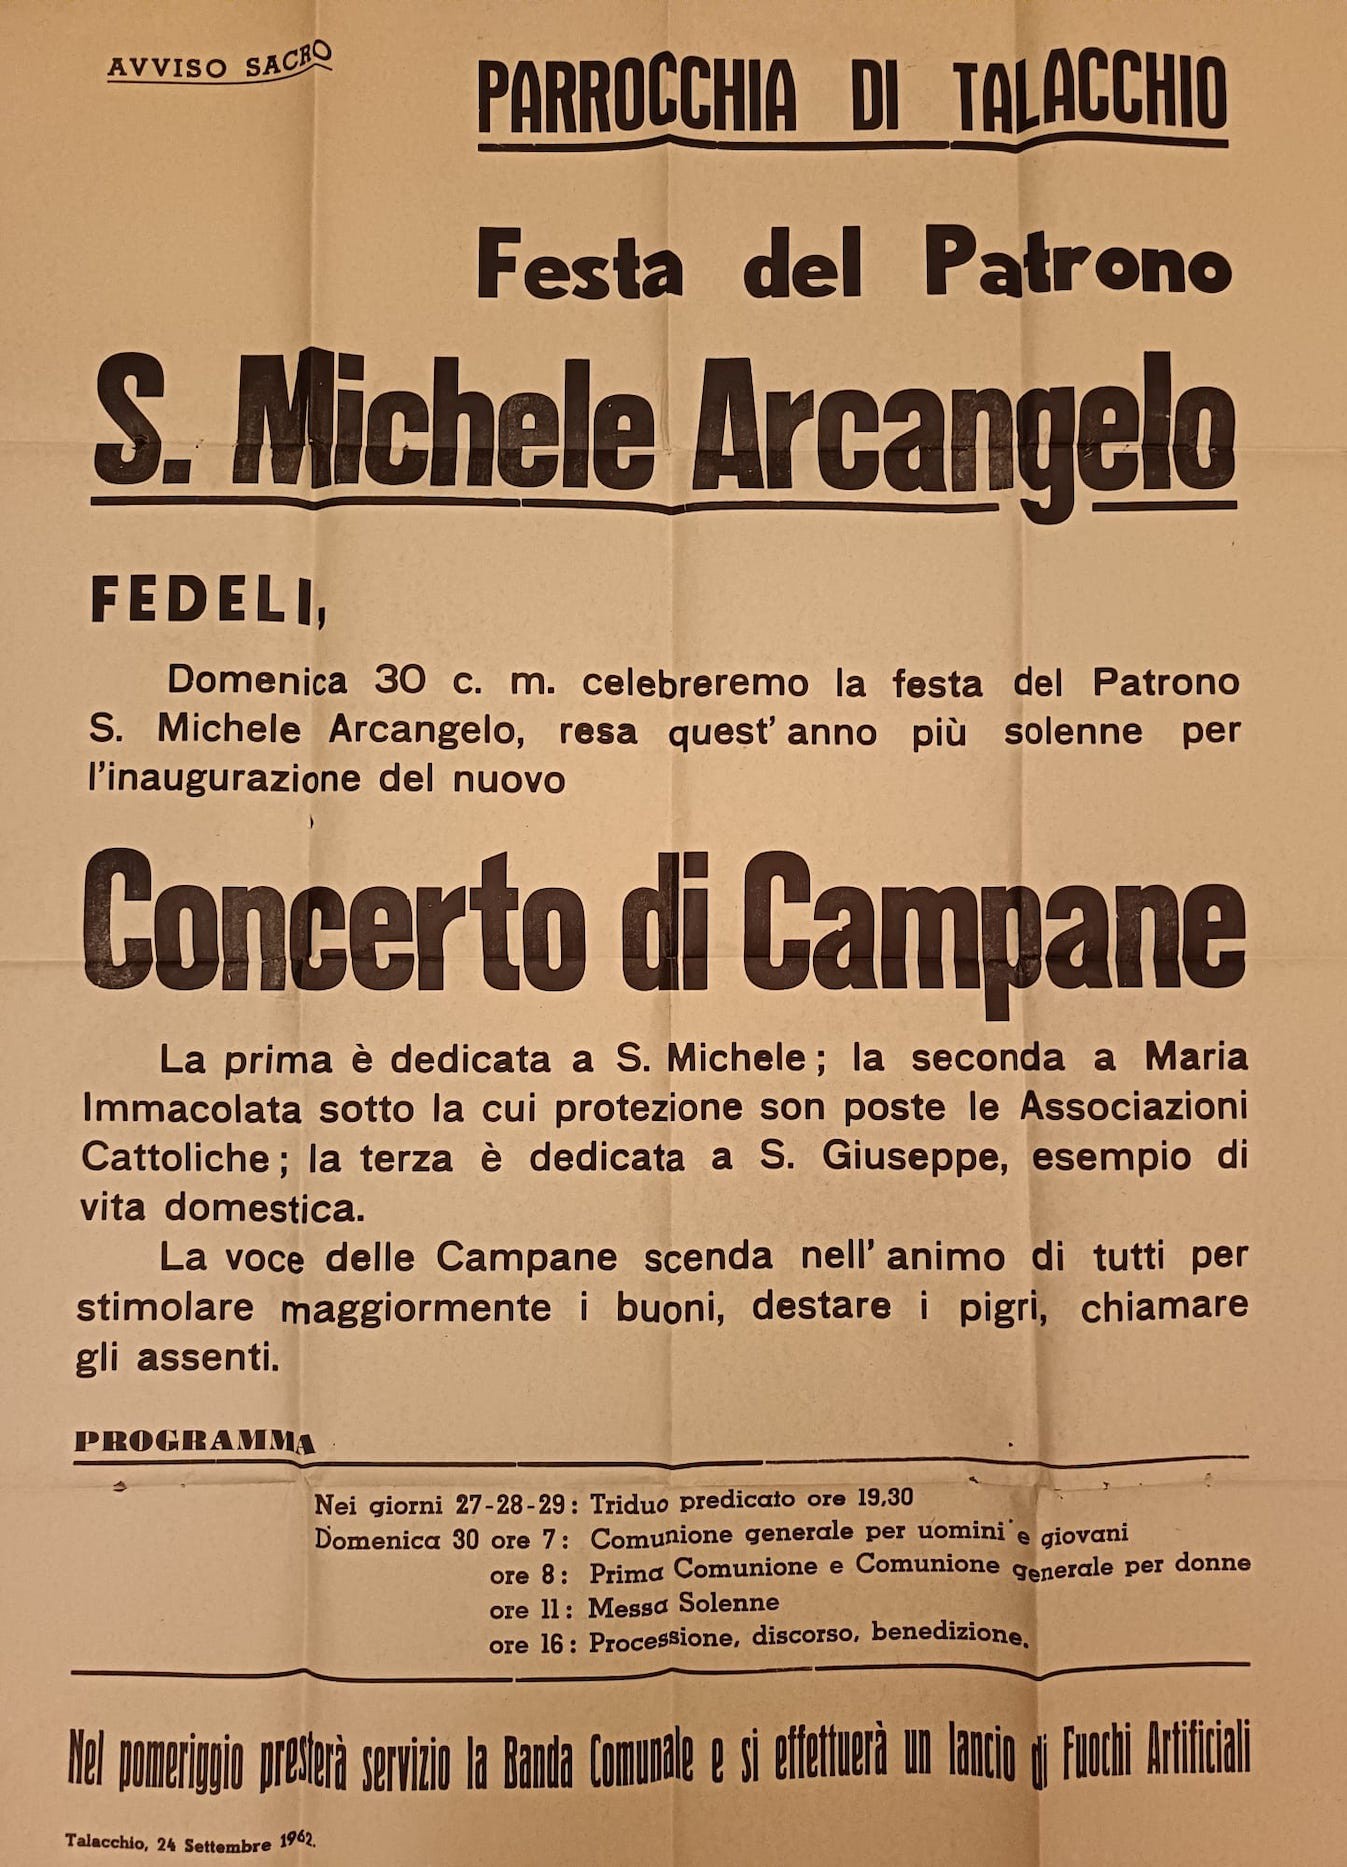 AVVISO SACRO
PARROCCHIA DI TALACCHIO
Festa del Patrono
S. Michele Arcangelo
FEDELI,
Domenica 30 c. m. celebreremo la festa del Patrono
S. Michele Arcangelo, resa quest' anno più solenne per
l'inaugurazione del nuovo
Concerto di Campane
La prima è dedicata a S. Michele; la seconda a Maria
Immacolata sotto la cui protezione son poste le Associazioni
Cattoliche; la terza è dedicata a S. Giuseppe, esempio di
vita domestica.
La voce delle Campane scenda nell' animo di tutti per
stimolare maggiormente i buoni, destare i pigri, chiamare
gli assenti.
PROGRAMMA
Nei giorni 27-28-29: Triduo predicato ore 19,30
Domenica 30 ore 7: Comunione generale per uomini e giovani
ore 8: Prima Comunione e Comunione generale per donne
ore 11: Messa Solenne
ore 16: Processione, discorso, benedizione.
Nel pomeriggio presterà servizio la Banda Comunale e si effettuerà un lancio di Fuochi Artificiali
Talacchio, 24 Settembre 1962.